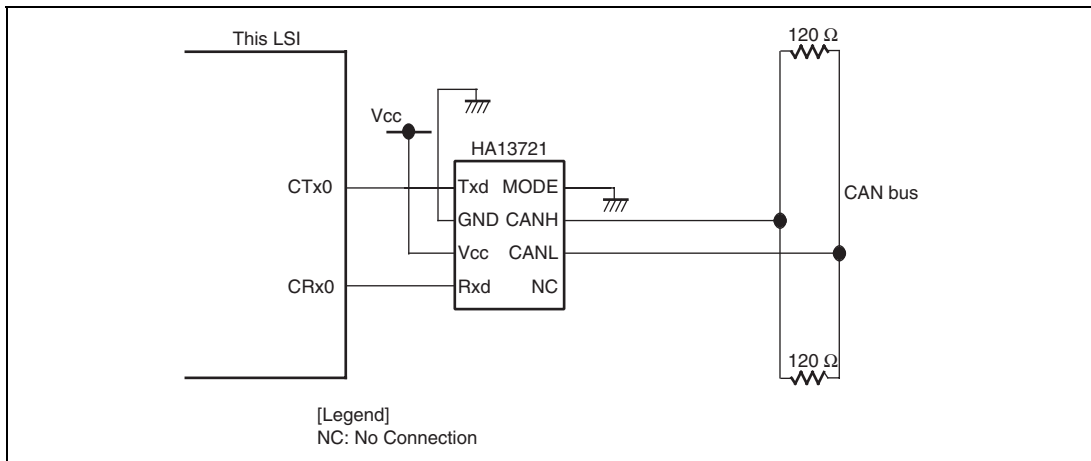 This LSI
120 Ω
Vcc
HA13721
CTx0
Txd MODE
CAN bus
GND CANH
Vcc CANL
CRx0
Rxd NC
120 Ω
[Legend]
NC: No Connection